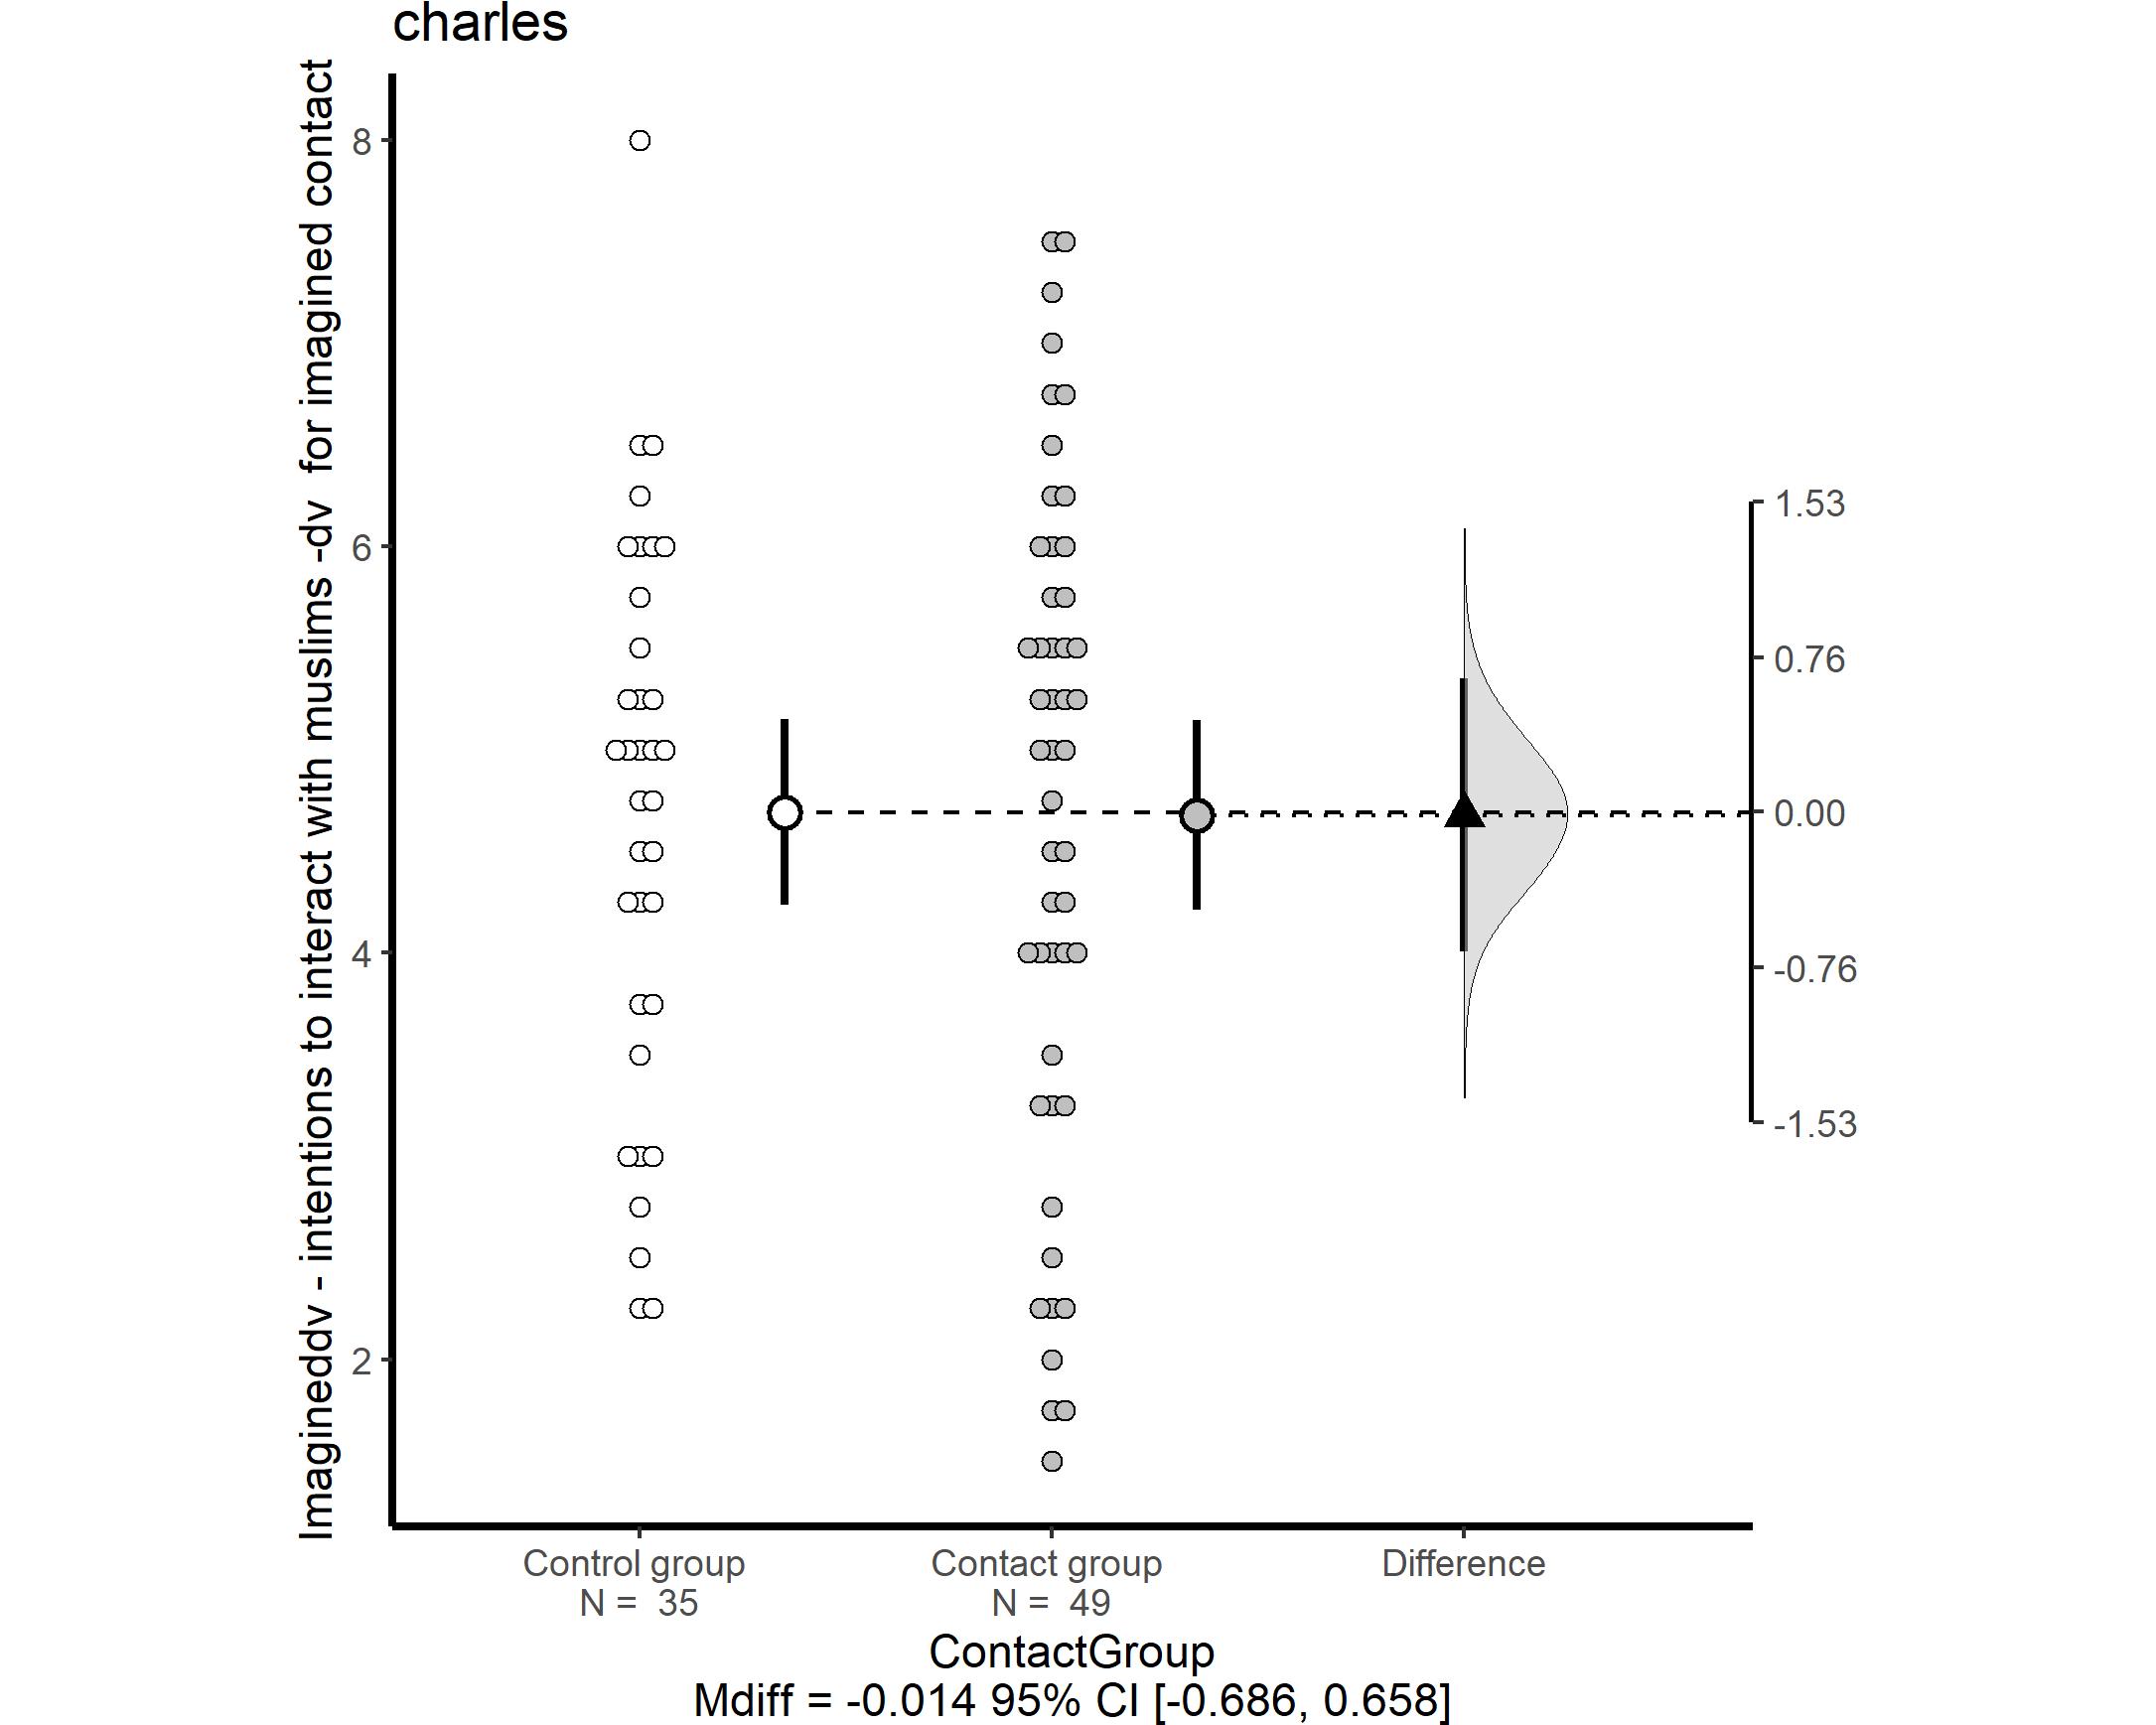 charles
Imagineddv - intentions to interact with muslims -dv  for imagined contact
8
6
4
2
1.53
0.76
0.00
-0.76
-1.53
Control group
N =  35
Contact group
N =  49
Difference
ContactGroup
Mdiff = -0.014 95% CI [-0.686, 0.658]